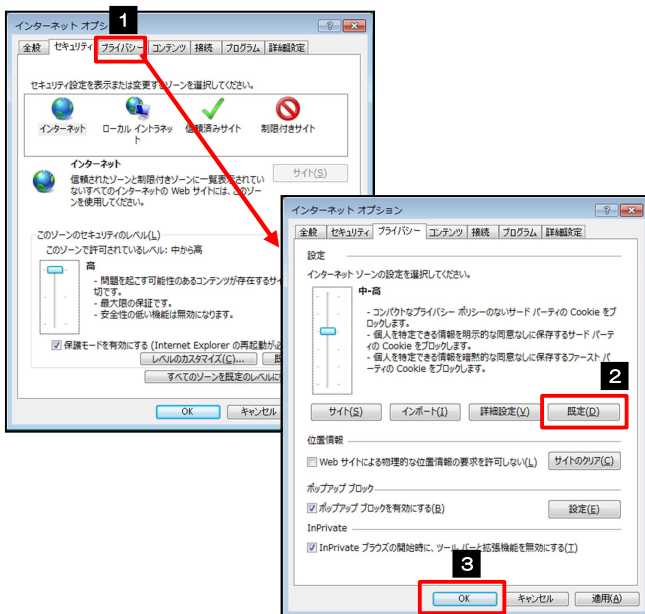 1
インターネット オプシ
全般 セキュリティ プライバシー コンテンツ 接続 プログラム 詳細設定
セキュリティ設定を表示または変更するゾーンを選択してください。
インターネット ローカル イントラネッ
ト 信頼済みサイト 制限付きサイト
インターネット
信頼されたゾーンと制限付きゾーンに一覧表示されてい
ないすべてのインターネットの Web サイトには、このゾー
ンを使用してください。
サイト(S)
このゾーンのセキュリティのレベル(L)
このゾーンで許可されているレベル: 中から高
高
- 問題を起こす可能性のあるコンテンツが存在するサイ
切です。
- 最大限の保証です。
- 安全性の低い機能は無効になります。
保護モードを有効にする (Internet Explorer の再起動が必
レベルのカスタマイズ(C)... 既
すべてのゾーンを既定のレベルに
OK キャンセル
インターネット オプション
全般 セキュリティ プライバシー コンテンツ 接続 プログラム 詳細設定
設定
インターネット ゾーンの設定を選択してください。
中-高
- コンパクトなプライバシー ポリシーのないサード パーティの Cookie をブ
ロックします。
- 個人を特定できる情報を明示的な同意なしに保存するサード パーテ
ィの Cookie をブロックします。
- 個人を特定できる情報を暗黙的な同意なしに保存するファースト パ
ーティの Cookie をブロックします。
2
サイト(S) インポート(I) 詳細設定(V) 既定(D)
位置情報
Web サイトによる物理的な位置情報の要求を許可しない(L) サイトのクリア(C)
ポップアップ ブロック
ポップアップ ブロックを有効にする(B) 設定(E)
InPrivate
InPrivate ブラウズの開始時に、ツール バーと拡張機能を無効にする(T)
3
OK キャンセル 適用(A)